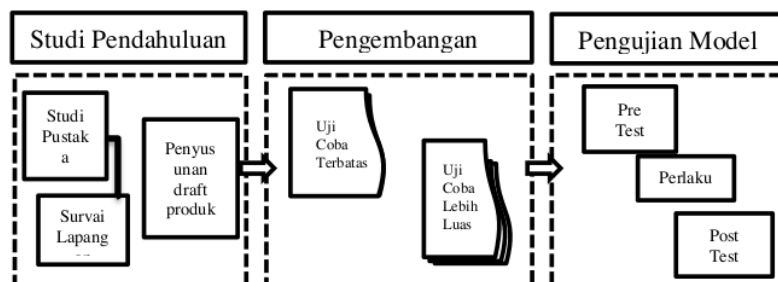 Studi Pendahuluan
Pengembangan
Pengujian Model
Studi
Pustak
a
Survai
Lapang
Penyus
unan
draft
produk
Uji
Coba
Terbatas
Uji
Coba
Lebih
Luas
Pre
Test
Perlaku
Post
Test